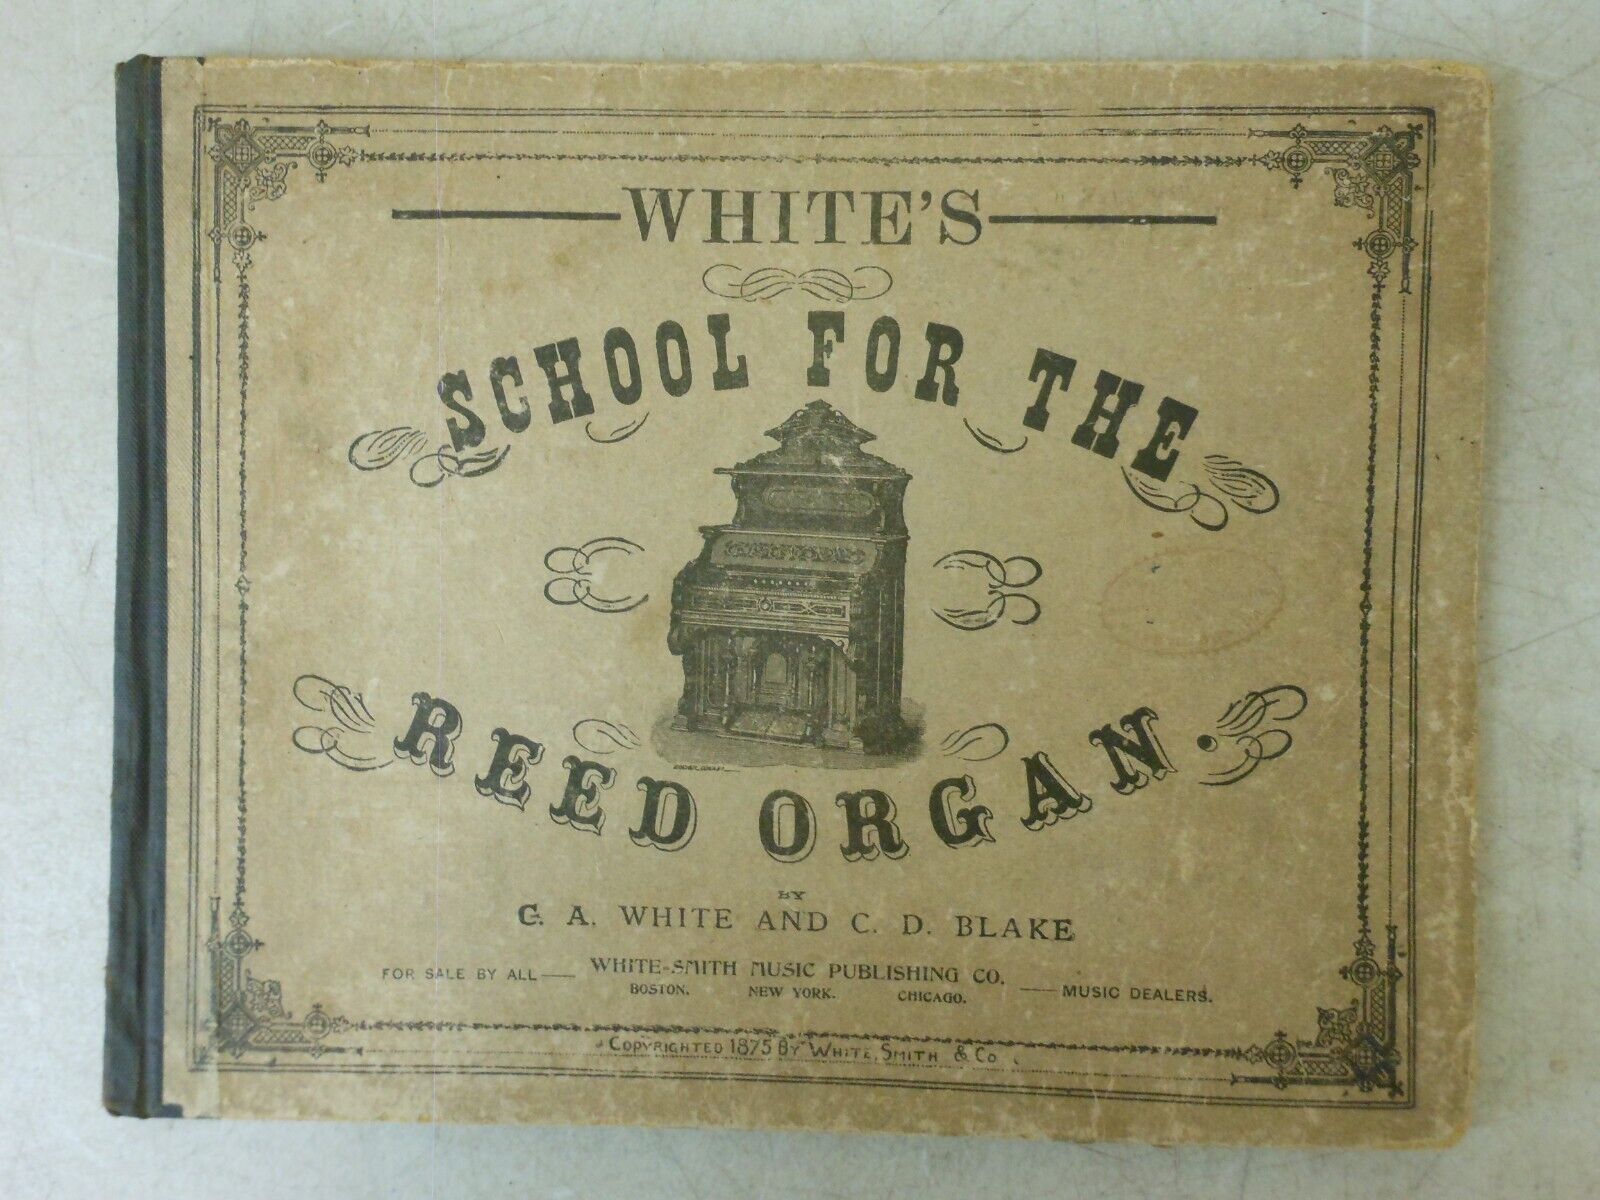 WHITE'S
SCHOOL FOR THE
REED ORGAN.
BY
C. A. WHITE AND C. D. BLAKE
FOR SALE BY ALL — WHITE-SMITH MUSIC PUBLISHING CO. — MUSIC DEALERS.
BOSTON. NEW YORK. CHICAGO.
COPYRIGHTED 1875 BY WHITE, SMITH & CO.